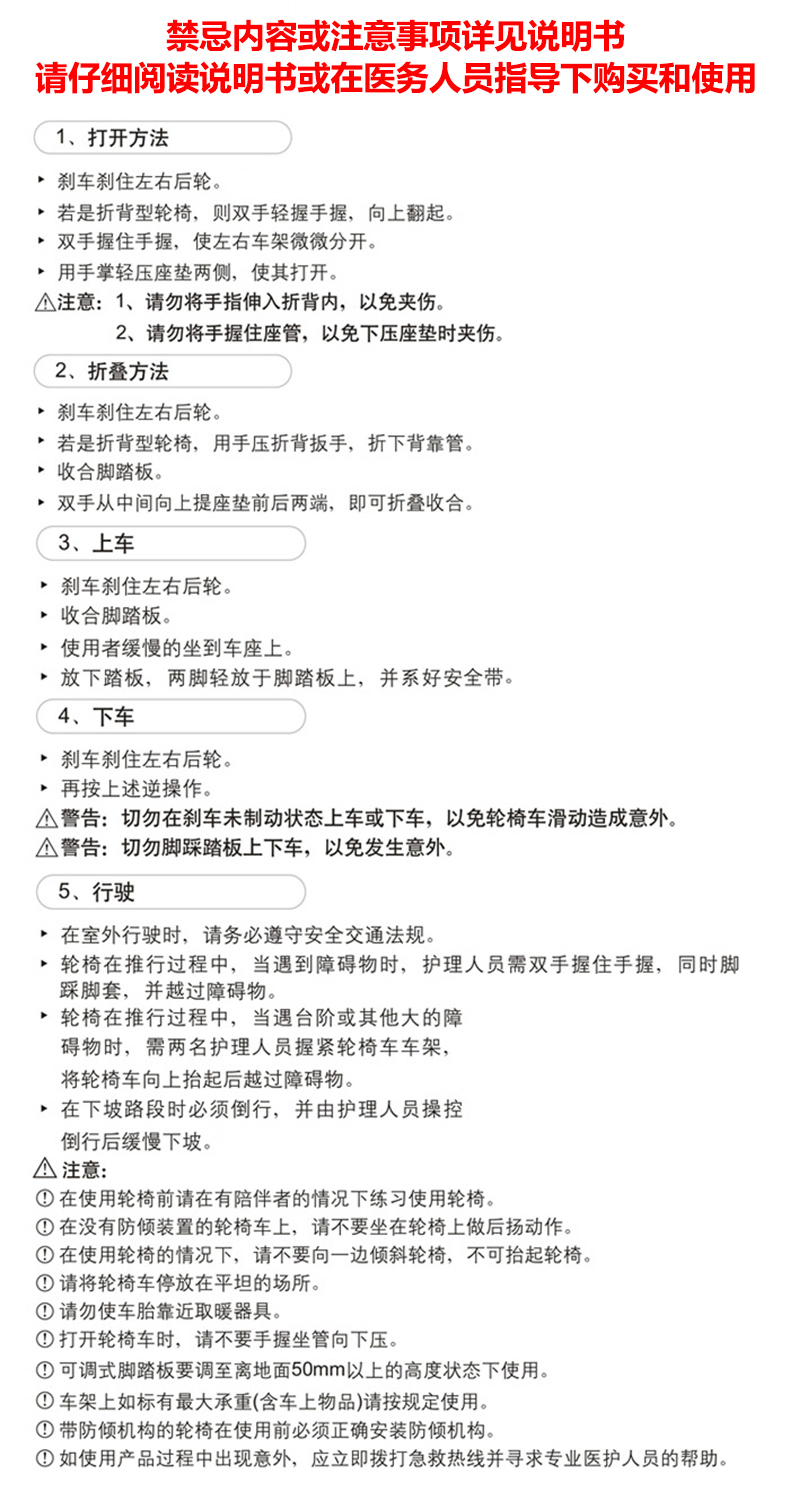 禁忌内容或注意事项详见说明书
请仔细阅读说明书或在医务人员指导下购买和使用
1、打开方法
‣ 刹车刹住左右后轮。
‣ 若是折背型轮椅，则双手轻握手握，向上翻起。
‣ 双手握住手握，使左右车架微微分开。
‣ 用手掌轻压座垫两侧，使其打开。
⚠注意：1、请勿将手指伸入折背内，以免夹伤。
2、请勿将手握住座管，以免下压座垫时夹伤。
2、折叠方法
‣ 刹车刹住左右后轮。
‣ 若是折背型轮椅，用手压折背扳手，折下背靠管。
‣ 收合脚踏板。
‣ 双手从中间向上提座垫前后两端，即可折叠收合。
3、上车
‣ 刹车刹住左右后轮。
‣ 收合脚踏板。
‣ 使用者缓慢的坐到车座上。
‣ 放下踏板，两脚轻放于脚踏板上，并系好安全带。
4、下车
‣ 刹车刹住左右后轮。
‣ 再按上述逆操作。
⚠警告：切勿在刹车未制动状态上车或下车，以免轮椅车滑动造成意外。
⚠警告：切勿脚踩踏板上下车，以免发生意外。
5、行驶
‣ 在室外行驶时，请务必遵守安全交通法规。
‣ 轮椅在推行过程中，当遇到障碍物时，护理人员需双手握住手握，同时脚
踩脚套，并越过障碍物。
‣ 轮椅在推行过程中，当遇台阶或其他大的障
碍物时，需两名护理人员握紧轮椅车车架，
将轮椅车向上抬起后越过障碍物。
‣ 在下坡路段时必须倒行，并由护理人员操控
倒行后缓慢下坡。
⚠ 注意：
! 在使用轮椅前请在有陪伴者的情况下练习使用轮椅。
! 在没有防倾装置的轮椅车上，请不要坐在轮椅上做后扬动作。
! 在使用轮椅的情况下，请不要向一边倾斜轮椅，不可抬起轮椅。
! 请将轮椅车停放在平坦的场所。
! 请勿使车胎靠近取暖器具。
! 打开轮椅车时，请不要手握坐管向下压。
! 可调式脚踏板要调至离地面50mm以上的高度状态下使用。
! 车架上如标有最大承重(含车上物品)请按规定使用。
! 带防倾机构的轮椅在使用前必须正确安装防倾机构。
! 如使用产品过程中出现意外，应立即拨打急救热线并寻求专业医护人员的帮助。